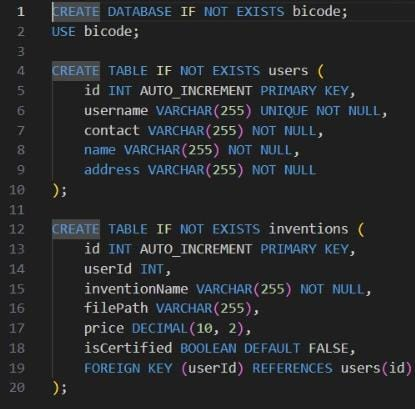 1 CREATE DATABASE IF NOT EXISTS bicode;
2 USE bicode;
3
4 CREATE TABLE IF NOT EXISTS users (
5 id INT AUTO_INCREMENT PRIMARY KEY,
6 username VARCHAR(255) UNIQUE NOT NULL,
7 contact VARCHAR(255) NOT NULL,
8 name VARCHAR(255) NOT NULL,
9 address VARCHAR(255) NOT NULL
10 );
11
12 CREATE TABLE IF NOT EXISTS inventions (
13 id INT AUTO_INCREMENT PRIMARY KEY,
14 userId INT,
15 inventionName VARCHAR(255) NOT NULL,
16 filePath VARCHAR(255),
17 price DECIMAL(10, 2),
18 isCertified BOOLEAN DEFAULT FALSE,
19 FOREIGN KEY (userId) REFERENCES users(id)
20 );